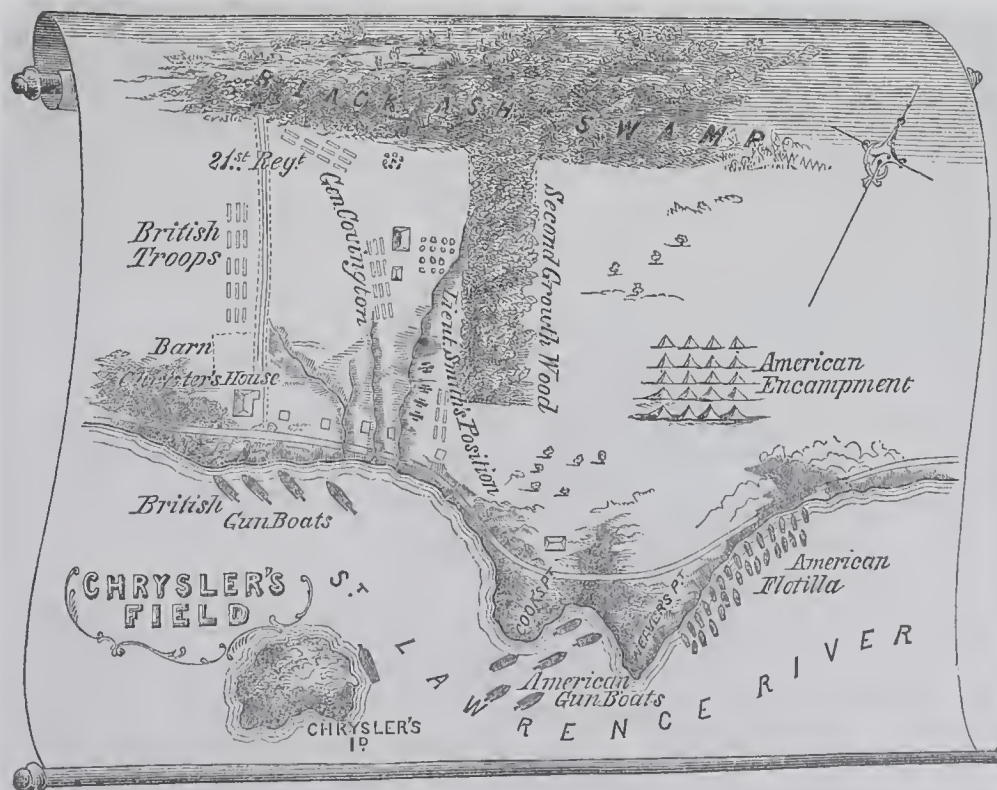 BLACK ASH SWAMP
21st Regt
Gen. Covington
Second Growth Wood
British
Troops
Lieut. Smith's Position
Barn
Chrysler's House
American
Encampment
British
Gun Boats
American
Flotilla
CHRYSLER'S
FIELD
COOKS PT
WEAVERS PT
ST LAWRENCE RIVER
American
Gun Boats
CHRYSLER'S
ID